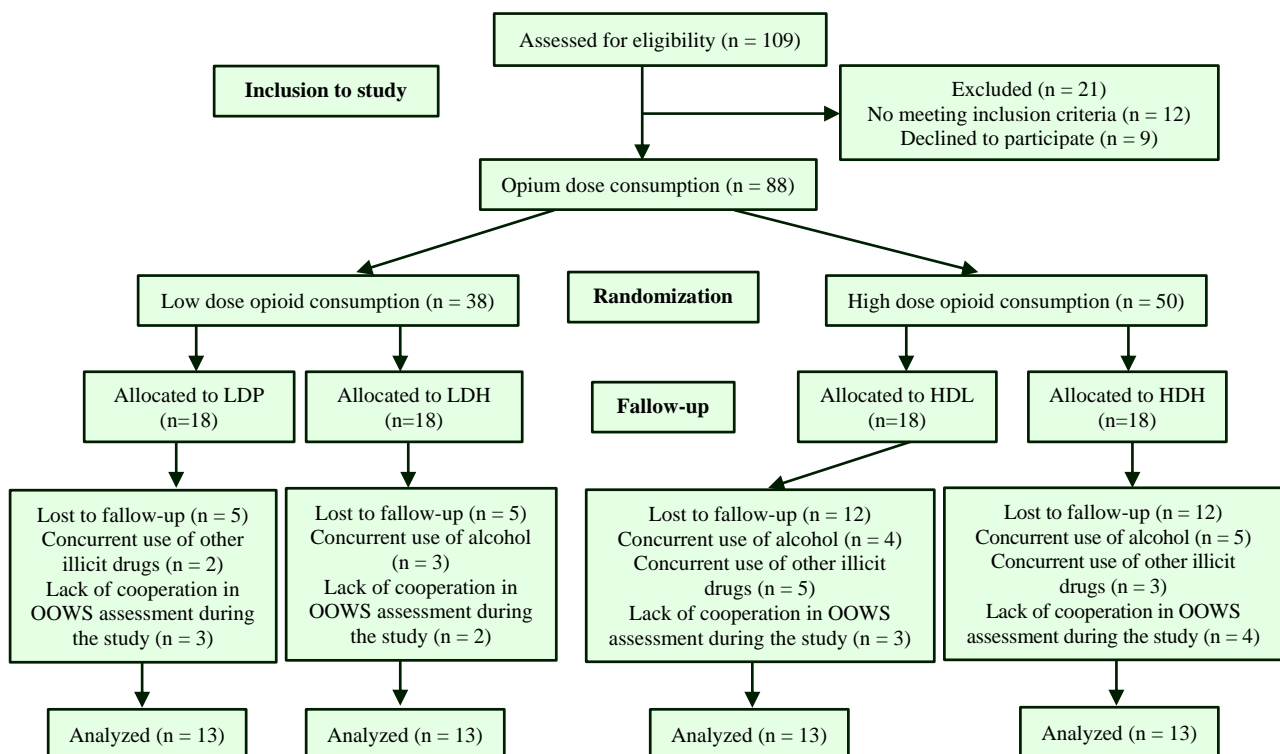 Assessed for eligibility (n = 109)
Inclusion to study
Excluded (n = 21)
No meeting inclusion criteria (n = 12)
Declined to participate (n = 9)
Opium dose consumption (n = 88)
Low dose opioid consumption (n = 38)
Randomization
High dose opioid consumption (n = 50)
Allocated to LDP
(n=18)
Allocated to LDH
(n=18)
Fallow-up
Allocated to HDL
(n=18)
Allocated to HDH
(n=18)
Lost to fallow-up (n = 5)
Concurrent use of other
illicit drugs (n = 2)
Lack of cooperation in
OOWS assessment during
the study (n = 3)
Lost to fallow-up (n = 5)
Concurrent use of alcohol
(n = 3)
Lack of cooperation in
OOWS assessment during
the study (n = 2)
Lost to fallow-up (n = 12)
Concurrent use of alcohol (n = 4)
Concurrent use of other illicit
drugs (n = 5)
Lack of cooperation in OOWS
assessment during the study (n = 3)
Lost to fallow-up (n = 12)
Concurrent use of alcohol (n = 5)
Concurrent use of other illicit
drugs (n = 3)
Lack of cooperation in OOWS
assessment during the study (n = 4)
Analyzed (n = 13)
Analyzed (n = 13)
Analyzed (n = 13)
Analyzed (n = 13)